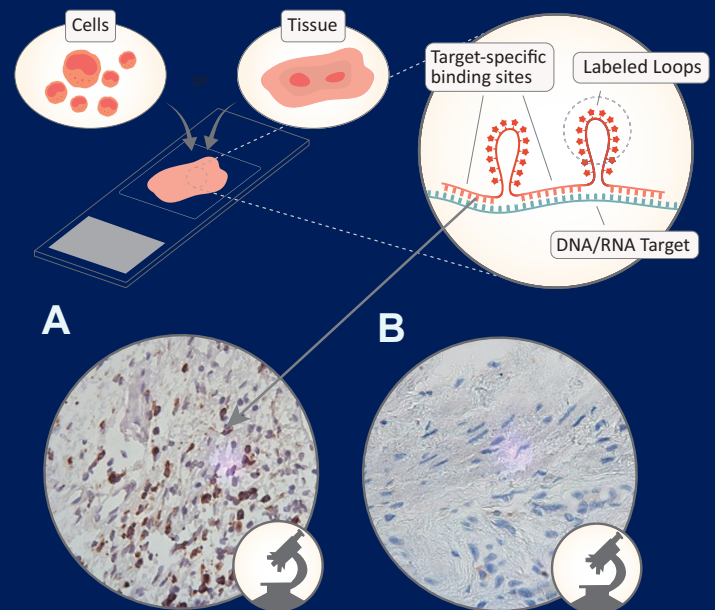 Cells
Tissue
or
Target-specific
binding sites
Labeled Loops
DNA/RNA Target
A
B